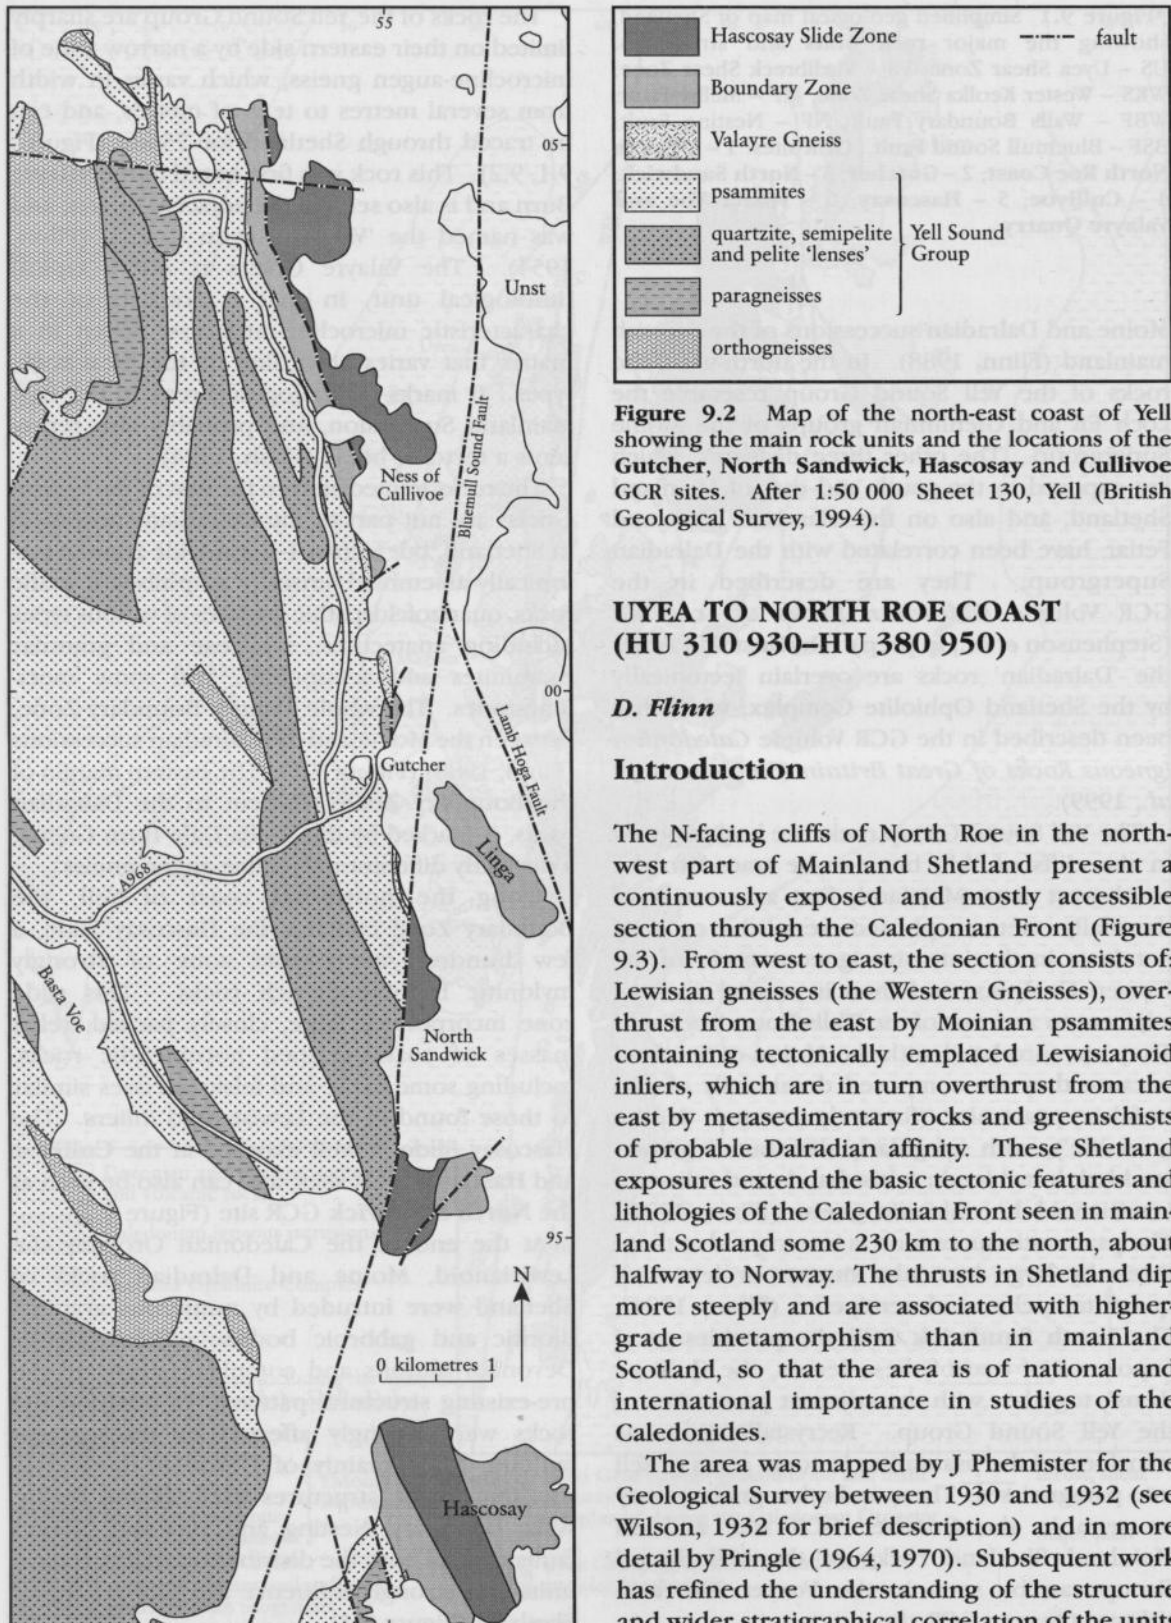 55
05
Unst
Ness of
Cullivoe
Bluemull Sound Fault
00
Lamb Hoga Fault
Gutcher
Linga
A968
Basta Voe
North
Sandwick
95
N
0 kilometres 1
Hascosay
Hascosay Slide Zone
fault
Boundary Zone
Valayre Gneiss
psammites
quartzite, semipelite
and pelite 'lenses'
Yell Sound
Group
paragneisses
orthogneisses
Figure 9.2 Map of the north-east coast of Yell
showing the main rock units and the locations of the
Gutcher, North Sandwick, Hascosay and Cullivoe
GCR sites. After 1:50 000 Sheet 130, Yell (British
Geological Survey, 1994).
UYEA TO NORTH ROE COAST
(HU 310 930–HU 380 950)
D. Flinn
Introduction
The N-facing cliffs of North Roe in the north-
west part of Mainland Shetland present a
continuously exposed and mostly accessible
section through the Caledonian Front (Figure
9.3). From west to east, the section consists of:
Lewisian gneisses (the Western Gneisses), over-
thrust from the east by Moinian psammites
containing tectonically emplaced Lewisianoid
inliers, which are in turn overthrust from the
east by metasedimentary rocks and greenschists
of probable Dalradian affinity. These Shetland
exposures extend the basic tectonic features and
lithologies of the Caledonian Front seen in main-
land Scotland some 230 km to the north, about
halfway to Norway. The thrusts in Shetland dip
more steeply and are associated with higher-
grade metamorphism than in mainland
Scotland, so that the area is of national and
international importance in studies of the
Caledonides.
The area was mapped by J Phemister for the
Geological Survey between 1930 and 1932 (see
Wilson, 1932 for brief description) and in more
detail by Pringle (1964, 1970). Subsequent work
has refined the understanding of the structure
and wider stratigraphical correlation of the units